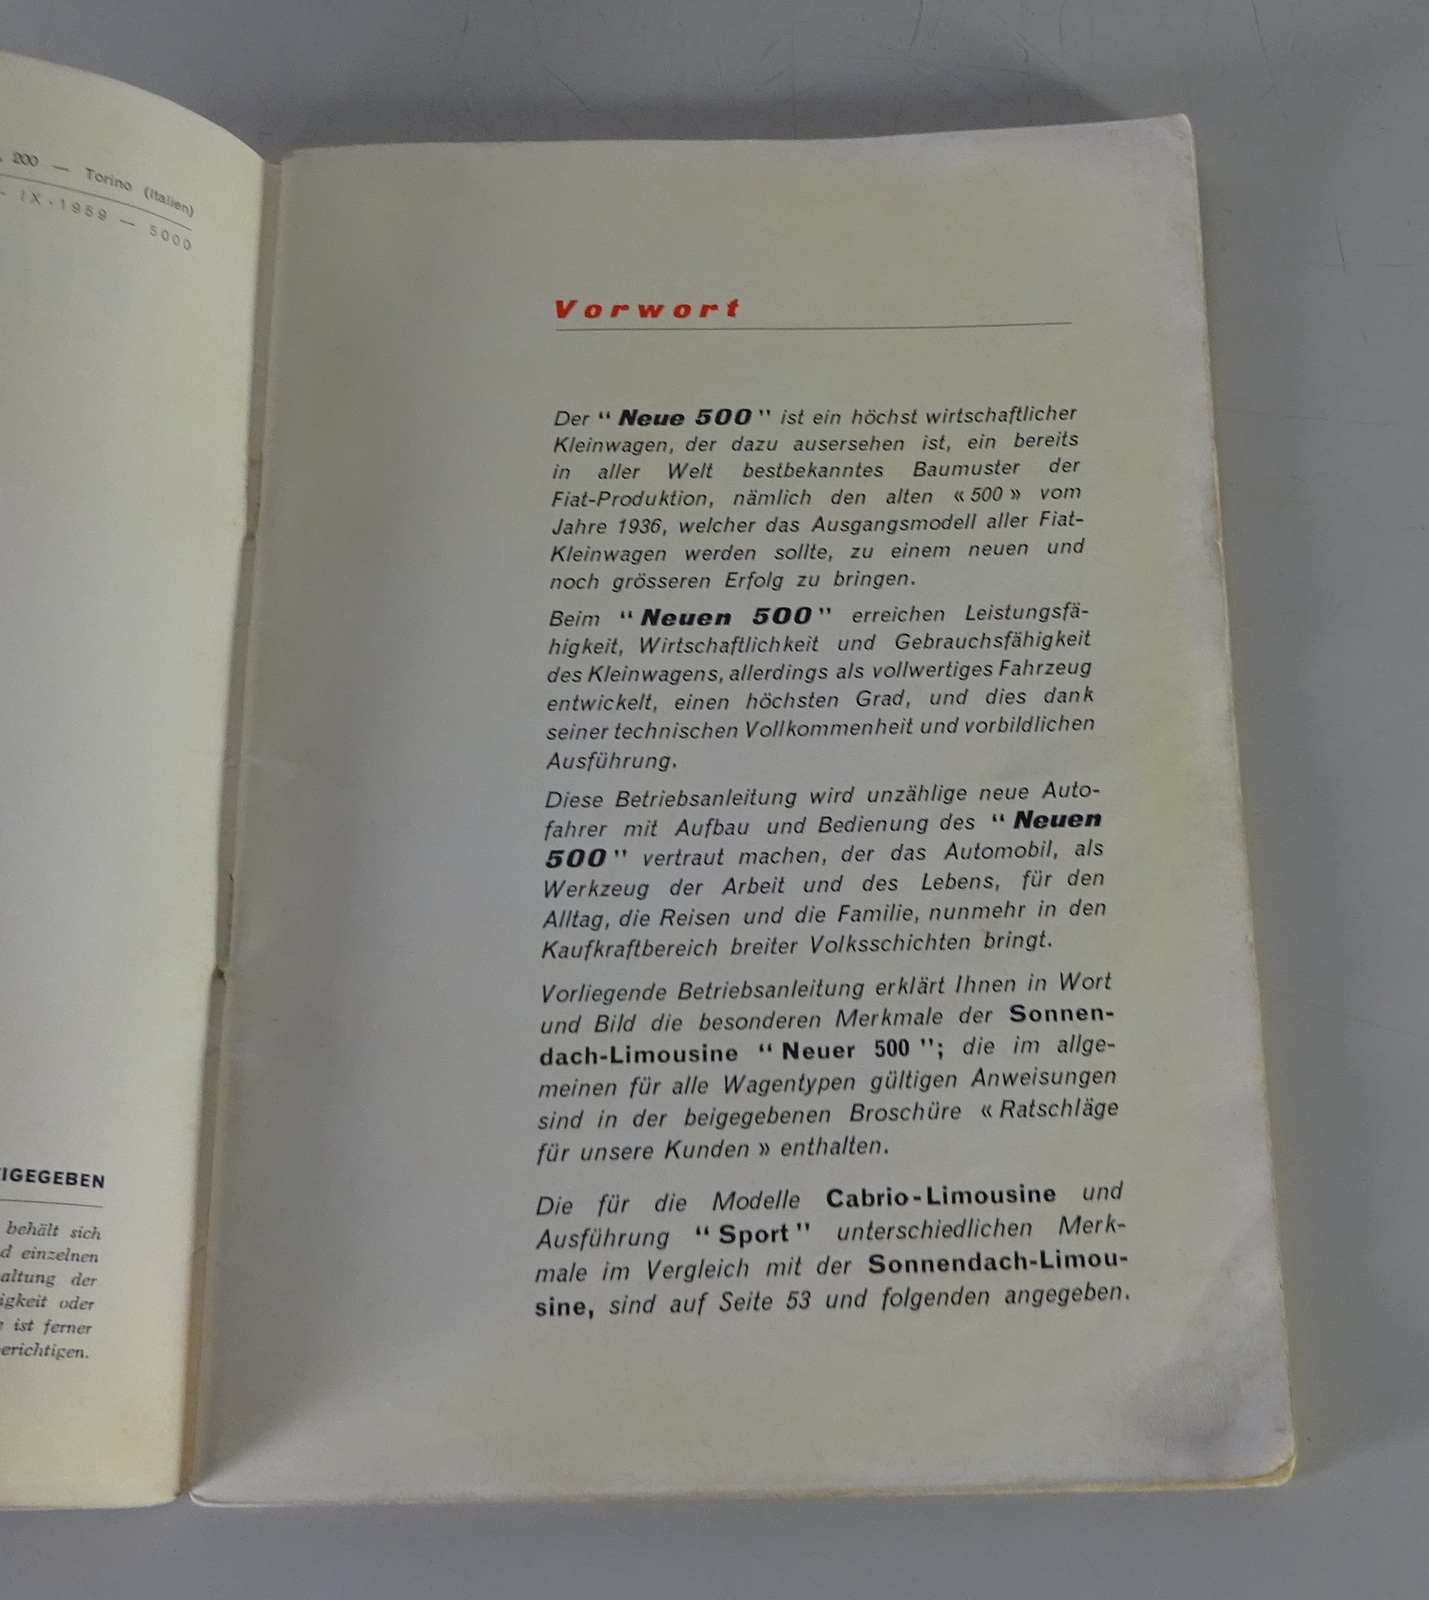 200 — Torino (Italien)
— IX - 1959 — 5000
behält sich
einzelnen
der
oder
ist ferner
Vorwort
Der “ Neue 500 ” ist ein höchst wirtschaftlicher
Kleinwagen, der dazu ausersehen ist, ein bereits
in aller Welt bestbekanntes Baumuster der
Fiat-Produktion, nämlich den alten « 500 » vom
Jahre 1936, welcher das Ausgangsmodell aller Fiat-
Kleinwagen werden sollte, zu einem neuen und
noch grösseren Erfolg zu bringen.
Beim “ Neuen 500 ” erreichen Leistungsfä-
higkeit, Wirtschaftlichkeit und Gebrauchsfähigkeit
des Kleinwagens, allerdings als vollwertiges Fahrzeug
entwickelt, einen höchsten Grad, und dies dank
seiner technischen Vollkommenheit und vorbildlichen
Ausführung.
Diese Betriebsanleitung wird unzählige neue Auto-
fahrer mit Aufbau und Bedienung des “ Neuen
500 ” vertraut machen, der das Automobil, als
Werkzeug der Arbeit und des Lebens, für den
Alltag, die Reisen und die Familie, nunmehr in den
Kaufkraftbereich breiter Volksschichten bringt.
Vorliegende Betriebsanleitung erklärt Ihnen in Wort
und Bild die besonderen Merkmale der Sonnen-
dach-Limousine “ Neuer 500 ”; die im allge-
meinen für alle Wagentypen gültigen Anweisungen
sind in der beigegebenen Broschüre « Ratschläge
für unsere Kunden » enthalten.
Die für die Modelle Cabrio-Limousine und
Ausführung “ Sport ” unterschiedlichen Merk-
male im Vergleich mit der Sonnendach-Limou-
sine, sind auf Seite 53 und folgenden angegeben.